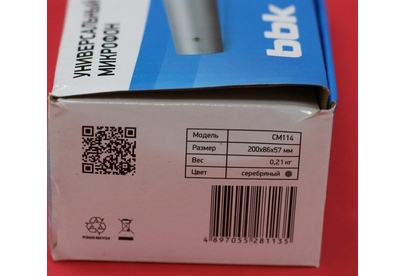 УНИВЕРСАЛЬНЫЙ
МИКРОФОН
bbk
Модель CM114
Размер 200x86x57 мм
Вес 0,21 кг
Цвет серебряный
4 897055 281135